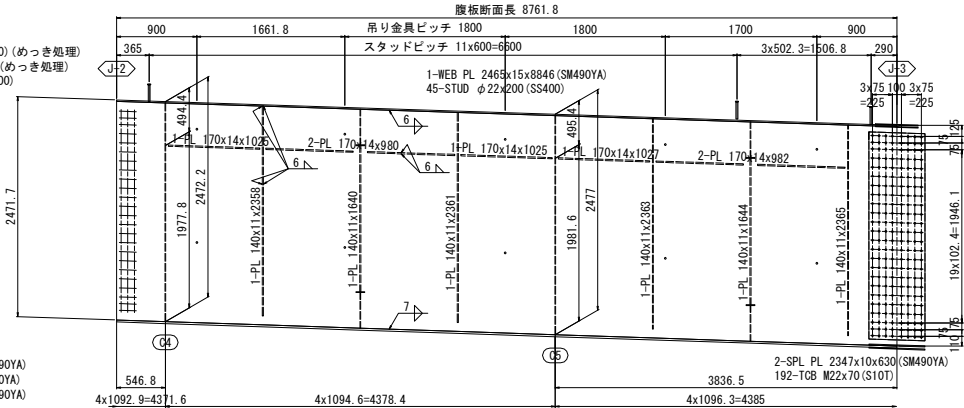 腹板断面長 8761.8
900
1661.8
吊り金具ピッチ 1800
1800
1700
900
0)(めっき処理)
(めっき処理)
00)
365
スタッドピッチ 11x600=6600
3x502.3=1506.8
290
J-2
J-3
1-WEB PL 2465x15x8846(SM490YA)
45-STUD φ22x200(SS400)
3x75 100 3x75
=225 =225
494.4
495.4
6
125
75
75
1-PL 170x14x1025
2-PL 170x14x980
1-PL 170x14x1025
1-PL 170x14x1027
2-PL 170x14x982
6
6
2471.7
1977.8
2472.2
1-PL 140x11x2358
1-PL 140x11x1640
1-PL 140x11x2361
1981.6
2477
1-PL 140x11x2363
1-PL 140x11x1644
1-PL 140x11x2365
19x102.4=1946.1
7
75
75
110
C4
C5
2-SPL PL 2347x10x630(SM490YA)
192-TCB M22x70(S10T)
90YA)
0YA)
90YA)
546.8
3836.5
4x1092.9=4371.6
4x1094.6=4378.4
4x1096.3=4385